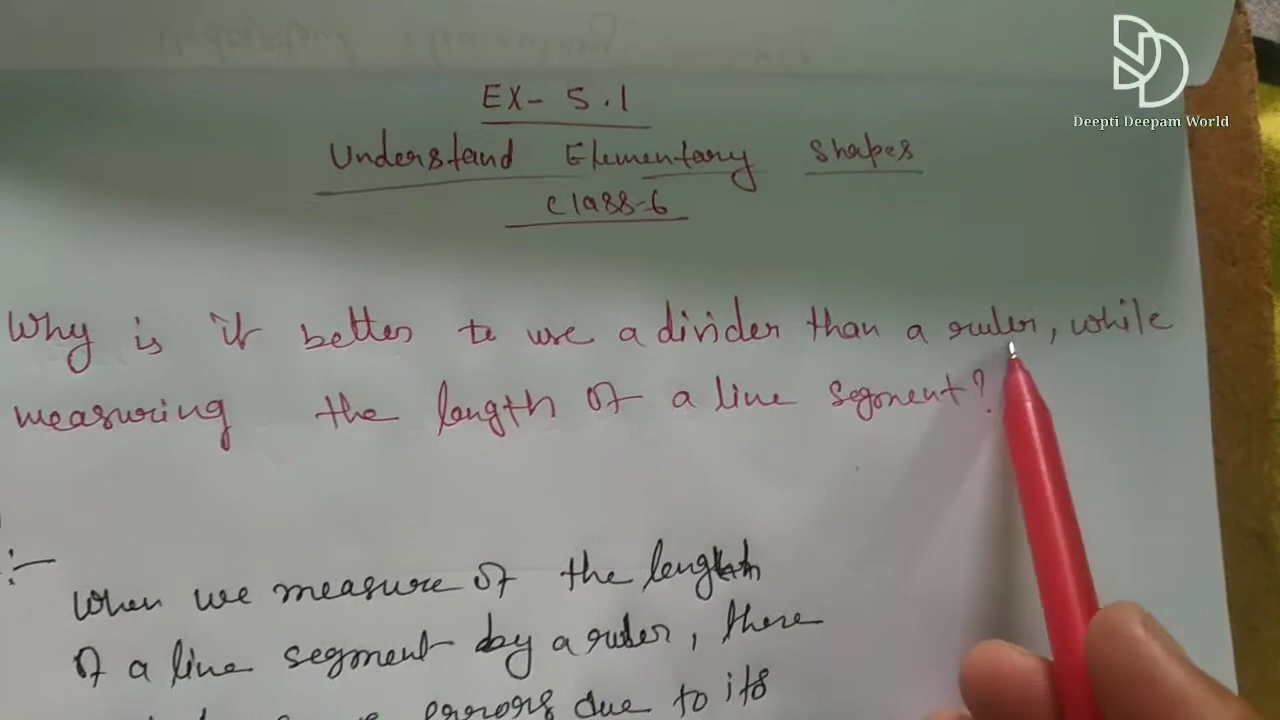 Deepti Deepam World
EX- 5.1
Understand Elementary Shapes
Class-6
Why is it better to use a divider than a ruler, while
measuring the length of a line segment?
:-
When we measure of the length
of a line segment by a ruler, there
errors due to its